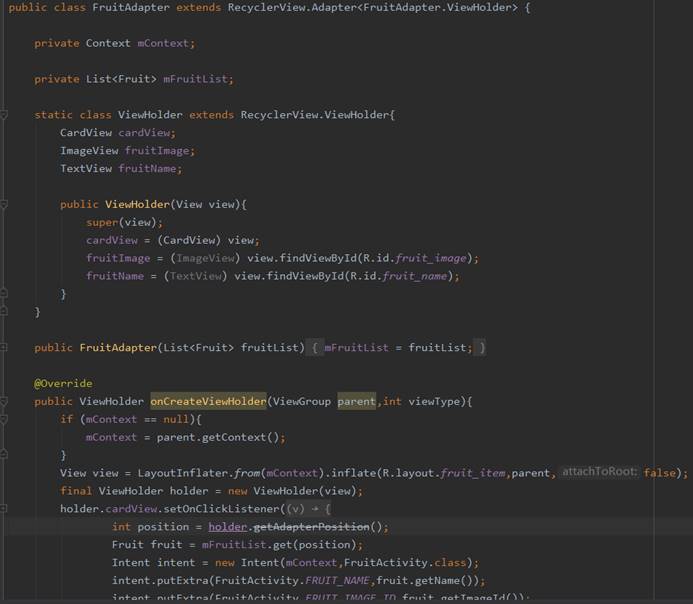 public class FruitAdapter extends RecyclerView.Adapter<FruitAdapter.ViewHolder> {
private Context mContext;
private List<Fruit> mFruitList;
static class ViewHolder extends RecyclerView.ViewHolder{
CardView cardView;
ImageView fruitImage;
TextView fruitName;
public ViewHolder(View view){
super(view);
cardView = (CardView) view;
fruitImage = (ImageView) view.findViewById(R.id.fruit_image);
fruitName = (TextView) view.findViewById(R.id.fruit_name);
}
}
public FruitAdapter(List<Fruit> fruitList) { mFruitList = fruitList; }
@Override
public ViewHolder onCreateViewHolder(ViewGroup parent,int viewType){
if (mContext == null){
mContext = parent.getContext();
}
View view = LayoutInflater.from(mContext).inflate(R.layout.fruit_item,parent, attachToRoot: false);
final ViewHolder holder = new ViewHolder(view);
holder.cardView.setOnClickListener((v) → {
int position = holder.getAdapterPosition();
Fruit fruit = mFruitList.get(position);
Intent intent = new Intent(mContext,FruitActivity.class);
intent.putExtra(FruitActivity.FRUIT_NAME,fruit.getName());
intent.putExtra(FruitActivity.FRUIT_IMAGE_ID,fruit.getImageId());